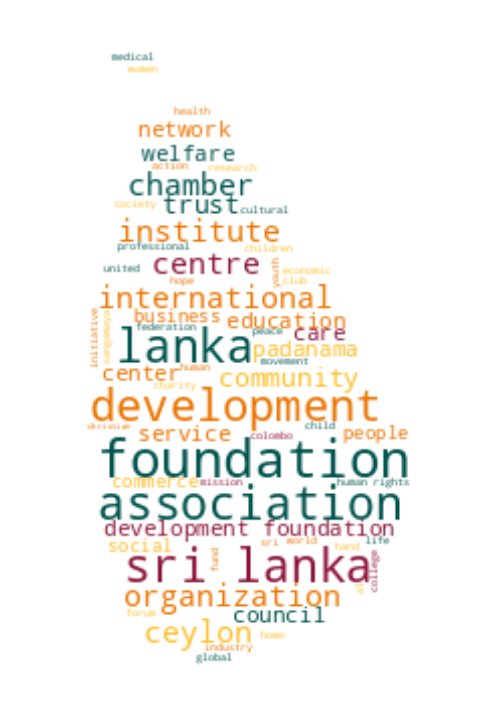 medical
women
health
network
welfare
action research
chamber
society trust cultural
institute
professional children
united centre youth economic
hope club
international
initiative business education
sangamaya federation peace care
lanka padanama
movement
center human
charity community
development
christian child
service colombo people
foundation
commerce mission human rights
association
development foundation
social sri world hand life
fund sri lanka college
organization
forum council
ceylon home
industry
global